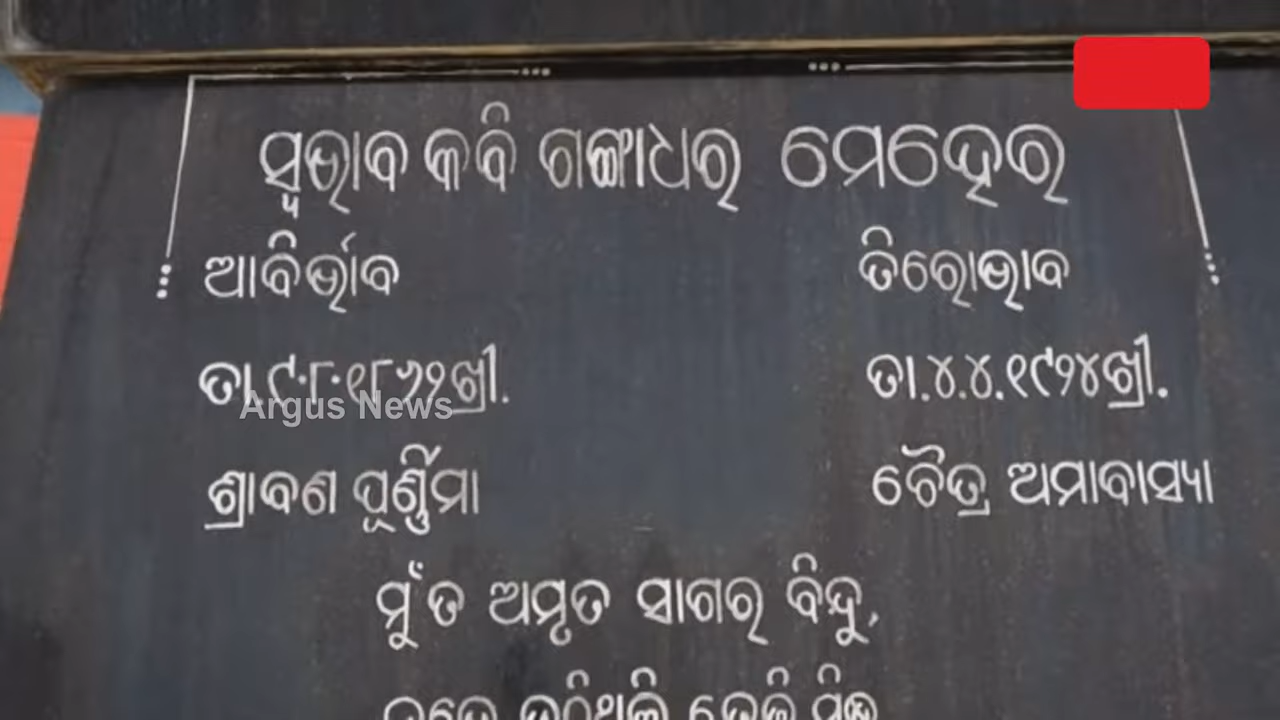 ସ୍ୱଭାବ କବି ଗଙ୍ଗାଧର ମେହେର
ଆବିର୍ଭାବ ତିରୋଭାବ
ତା.୯.୮.୧୮୬୨ଖ୍ରୀ. ତା.୪.୪.୧୯୨୪ଖ୍ରୀ.
Argus News
ଶ୍ରାବଣ ପୂର୍ଣ୍ଣିମା ଚୈତ୍ର ଅମାବାସ୍ୟା
ମୁଁ ତ ଅମୃତ ସାଗର ବିନ୍ଦୁ,